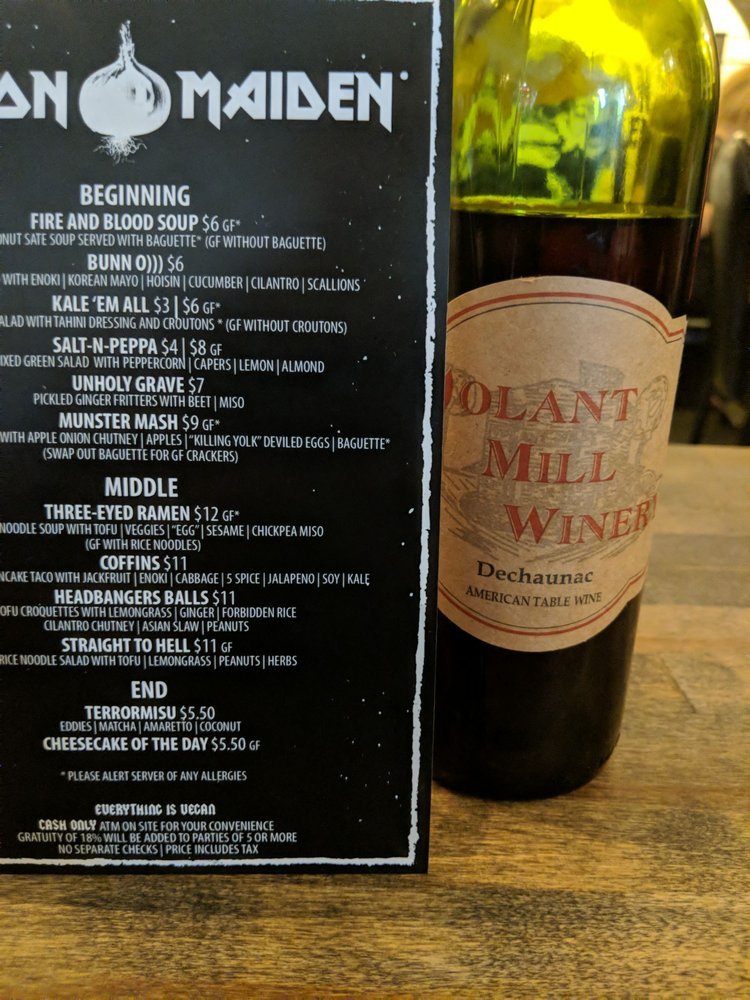 ON MAIDEN
BEGINNING
FIRE AND BLOOD SOUP $6 GF*
NUT SATE SOUP SERVED WITH BAGUETTE* (GF WITHOUT BAGUETTE)
BUNN O))) $6
WITH ENOKI | KOREAN MAYO | HOISIN | CUCUMBER | CILANTRO | SCALLIONS
KALE 'EM ALL $3 | $6 GF*
ALAD WITH TAHINI DRESSING AND CROUTONS * (GF WITHOUT CROUTONS)
SALT-N-PEPPA $4 | $8 GF
IXED GREEN SALAD WITH PEPPERCORN | CAPERS | LEMON | ALMOND
UNHOLY GRAVE $7
PICKLED GINGER FRITTERS WITH BEET | MISO
MUNSTER MASH $9 GF*
WITH APPLE ONION CHUTNEY | APPLES | "KILLING YOLK" DEVILED EGGS | BAGUETTE*
(SWAP OUT BAGUETTE FOR GF CRACKERS)
MIDDLE
THREE-EYED RAMEN $12 GF*
NOODLE SOUP WITH TOFU | VEGGIES | "EGG" | SESAME | CHICKPEA MISO
(GF WITH RICE NOODLES)
COFFINS $11
NCAKE TACO WITH JACKFRUIT | ENOKI | CABBAGE | 5 SPICE | JALAPENO | SOY | KALE
HEADBANGERS BALLS $11
OFU CROQUETTES WITH LEMONGRASS | GINGER | FORBIDDEN RICE
CILANTRO CHUTNEY | ASIAN SLAW | PEANUTS
STRAIGHT TO HELL $11 GF
RICE NOODLE SALAD WITH TOFU | LEMONGRASS | PEANUTS | HERBS
END
TERRORMISU $5.50
EDDIES | MATCHA | AMARETTO | COCONUT
CHEESECAKE OF THE DAY $5.50 GF
* PLEASE ALERT SERVER OF ANY ALLERGIES
EVERYTHING IS VEGAN
CASH ONLY ATM ON SITE FOR YOUR CONVENIENCE
GRATUITY OF 18% WILL BE ADDED TO PARTIES OF 5 OR MORE
NO SEPARATE CHECKS | PRICE INCLUDES TAX
VOLANT
MILL
WINERY
Dechaunac
AMERICAN TABLE WINE